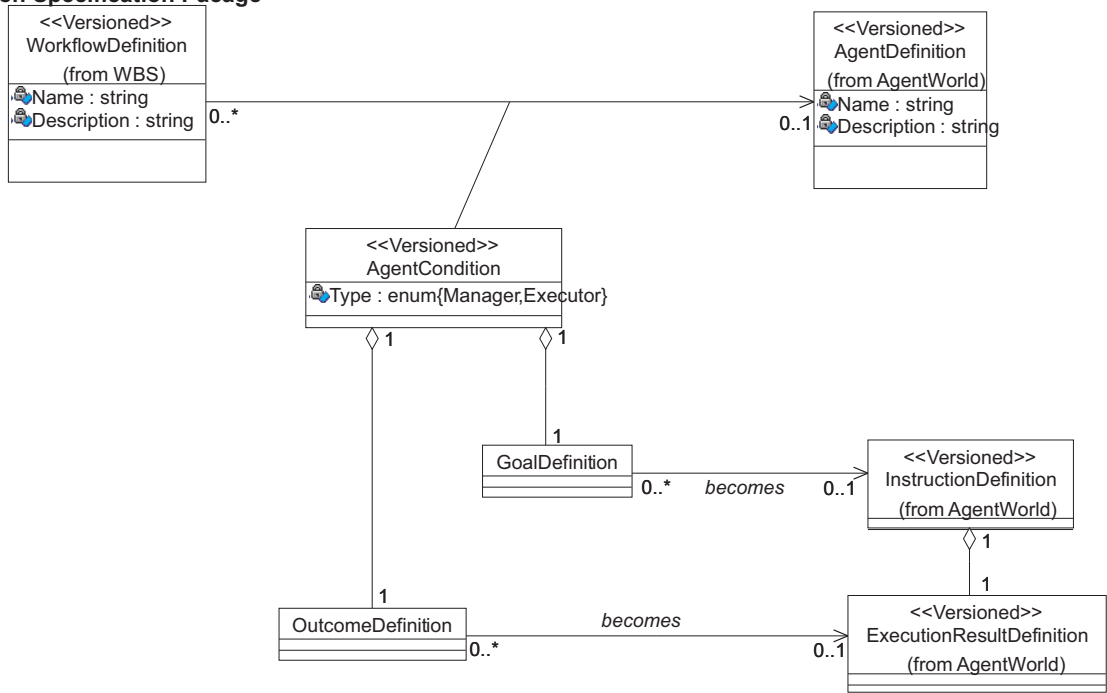 Specification Pacage
<<Versioned>>
WorkflowDefinition
(from WBS)
Name : string
Description : string
0..*
<<Versioned>>
AgentDefinition
(from AgentWorld)
Name : string
Description : string
0..1
<<Versioned>>
AgentCondition
Type : enum{Manager,Executor}
1
1
1
GoalDefinition
0..*
becomes
0..1
<<Versioned>>
InstructionDefinition
(from AgentWorld)
1
1
1
OutcomeDefinition
0..*
becomes
0..1
<<Versioned>>
ExecutionResultDefinition
(from AgentWorld)